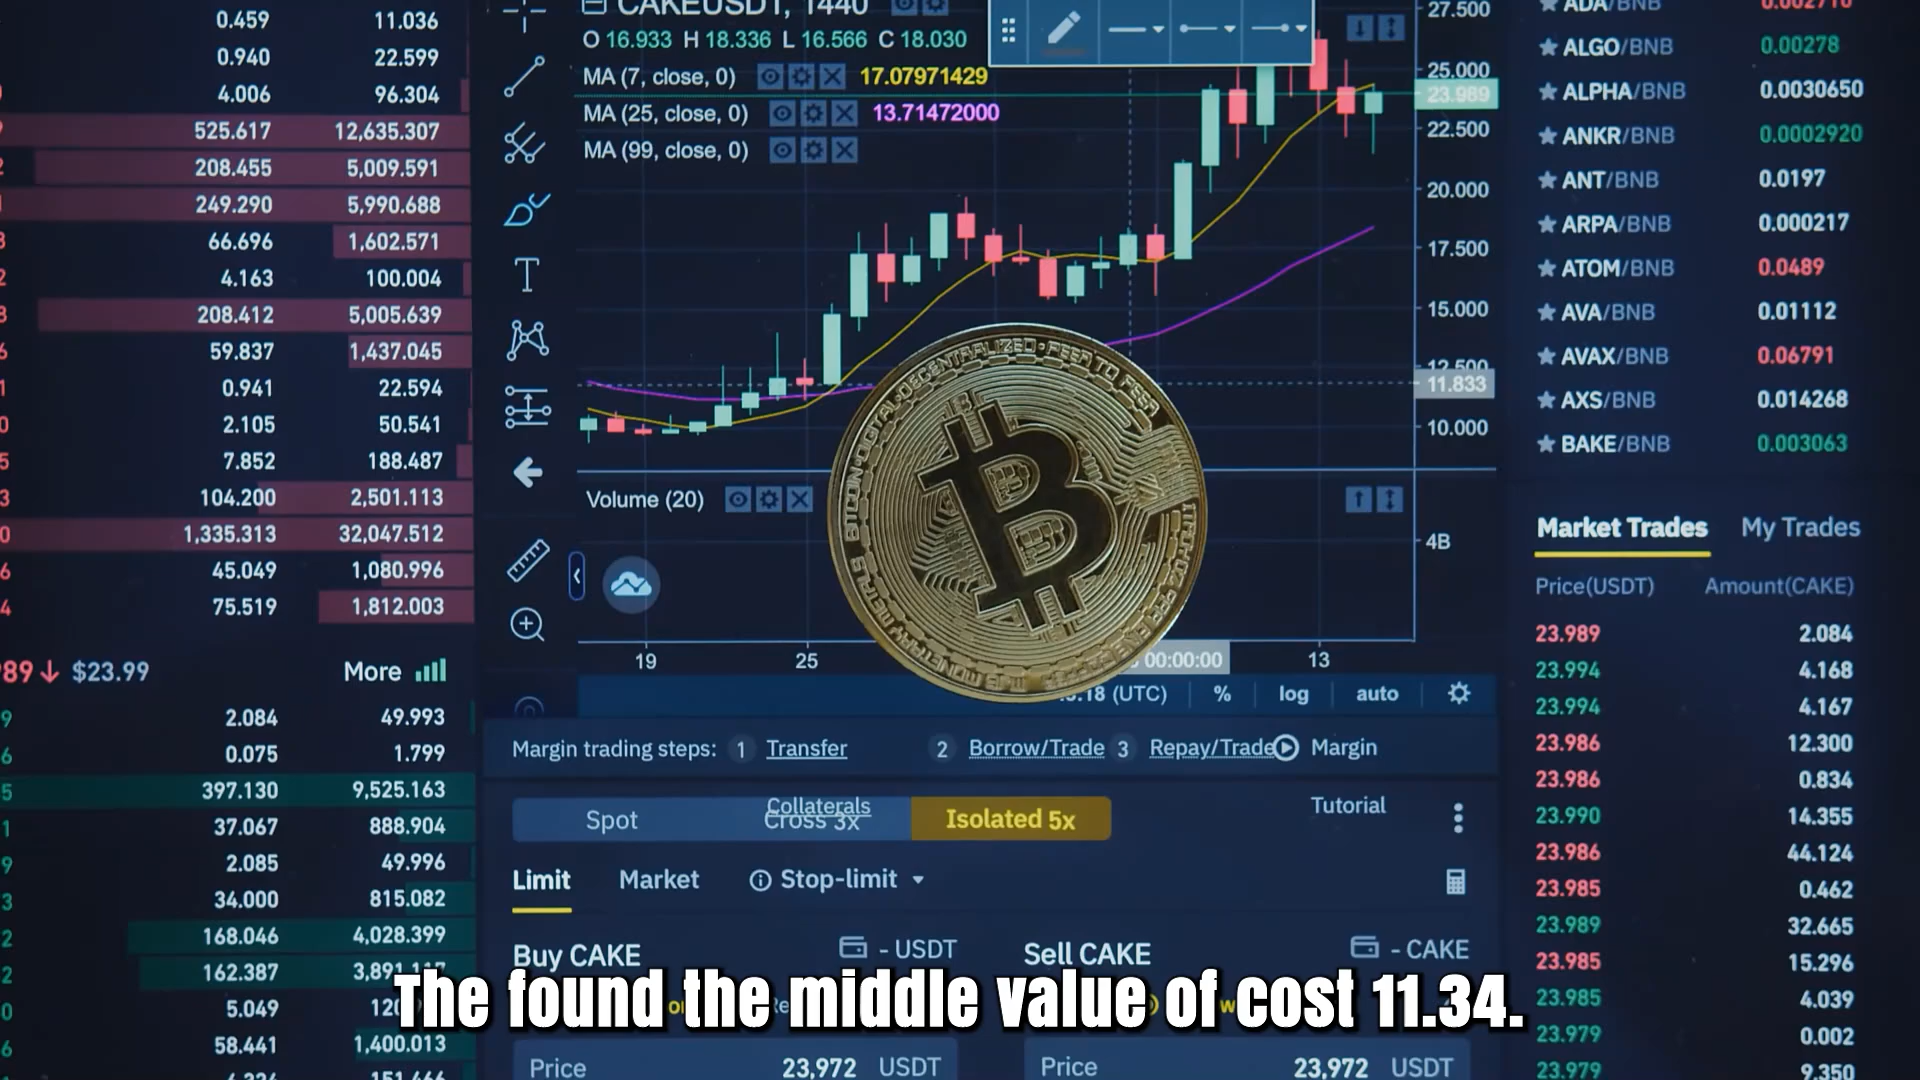 0.459 11.036
0.940 22.599
4.006 96.304
525.617 12,635.307
208.455 5,009.591
249.290 5,990.688
66.696 1,602.571
4.163 100.004
208.412 5,005.639
59.837 1,437.045
0.941 22.594
2.105 50.541
7.852 188.487
104.200 2,501.113
1,335.313 32,047.512
45.049 1,080.996
75.519 1,812.003
$23.99 More
2.084 49.993
0.075 1.799
397.130 9,525.163
37.067 888.904
2.085 49.996
34.000 815.082
168.046 4,028.399
162.387
5.049
58.441 1,400.013
CAKEUSDT, 1440
O 16.933 H 18.336 L 16.566 C 18.030
MA (7, close, 0) 17.07971429
MA (25, close, 0) 13.71472000
MA (99, close, 0)
27.500
25.000
23.989
22.500
20.000
17.500
15.000
12.500
11.833
10.000
Volume (20)
4B
19 25 00:00:00 13
(UTC) % log auto
BITCOIN·DIGITAL·DECENTRALIZED·PEER TO PEER
Margin trading steps: 1 Transfer 2 Borrow/Trade 3 Repay/Trade Margin
Collaterals Tutorial
Spot Cross 3x Isolated 5x
Limit Market Stop-limit
Buy CAKE - USDT Sell CAKE - CAKE
The found the middle value of cost 11.34.
Price 23,972 USDT Price 23,972 USDT
ADA/BNB
ALGO/BNB 0.00278
ALPHA/BNB 0.0030650
ANKR/BNB 0.0002920
ANT/BNB 0.0197
ARPA/BNB 0.000217
ATOM/BNB 0.0489
AVA/BNB 0.01112
AVAX/BNB 0.06791
AXS/BNB 0.014268
BAKE/BNB 0.003063
Market Trades My Trades
Price(USDT) Amount(CAKE)
23.989 2.084
23.994 4.168
23.994 4.167
23.986 12.300
23.986 0.834
23.990 14.355
23.986 44.124
23.985 0.462
23.989 32.665
23.985 15.296
23.985 4.039
23.979 0.002
23.979 9.350